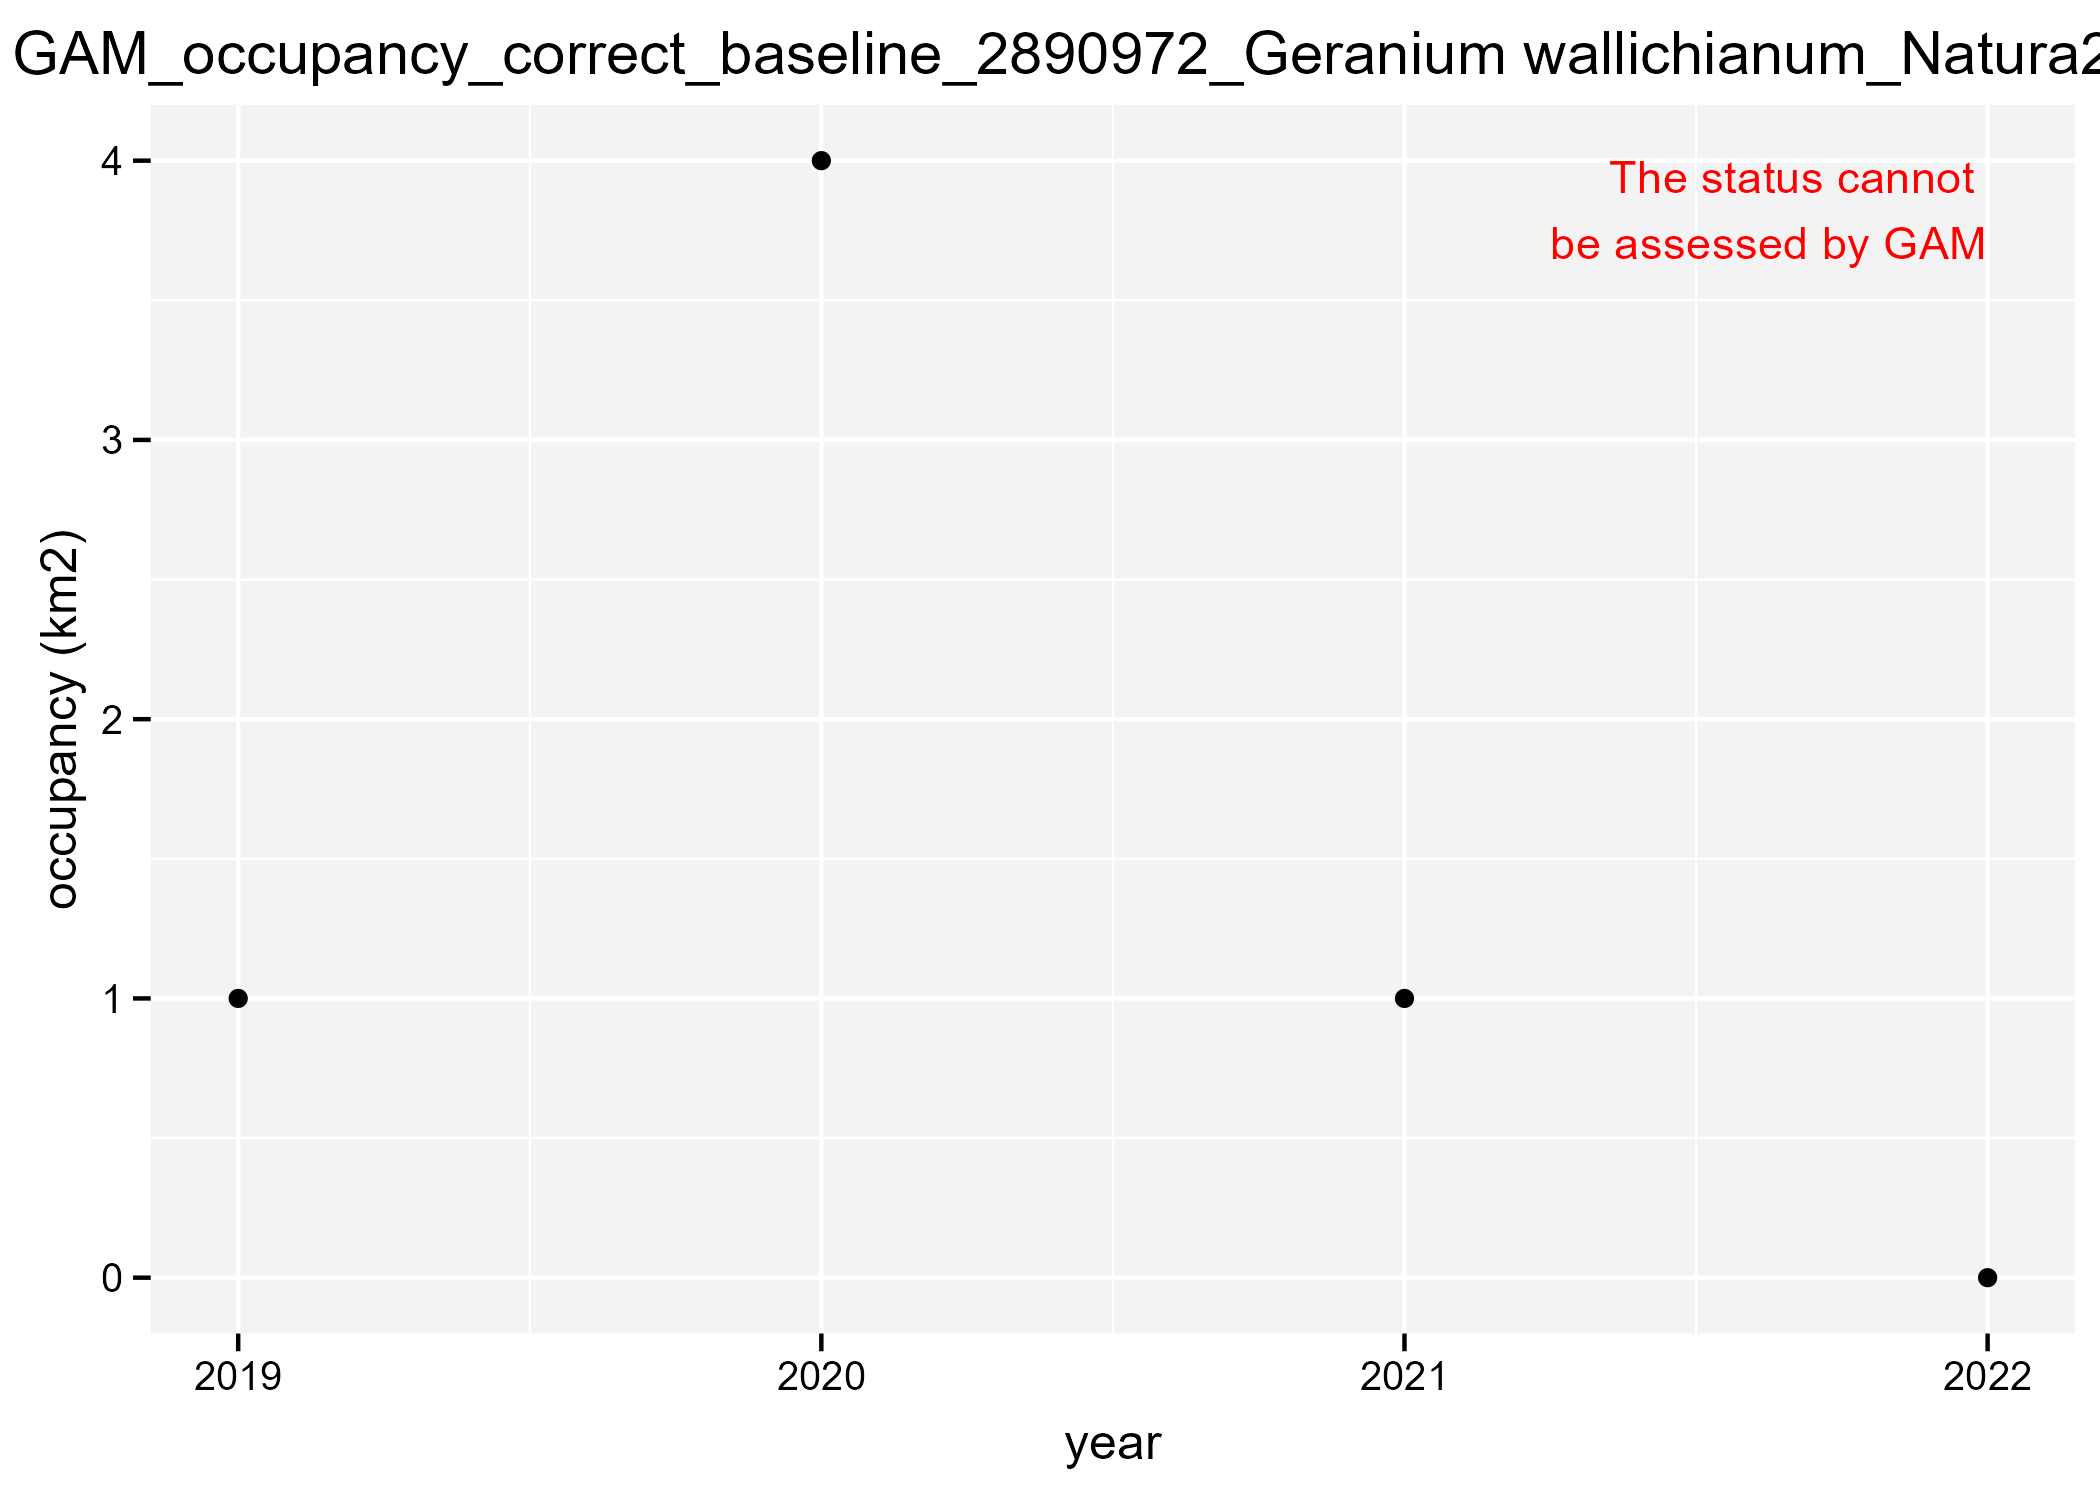 GAM_occupancy_correct_baseline_2890972_Geranium wallichianum_Natura2
4
3
2
1
0
occupancy (km2)
The status cannot
be assessed by GAM
2019 2020 2021 2022
year